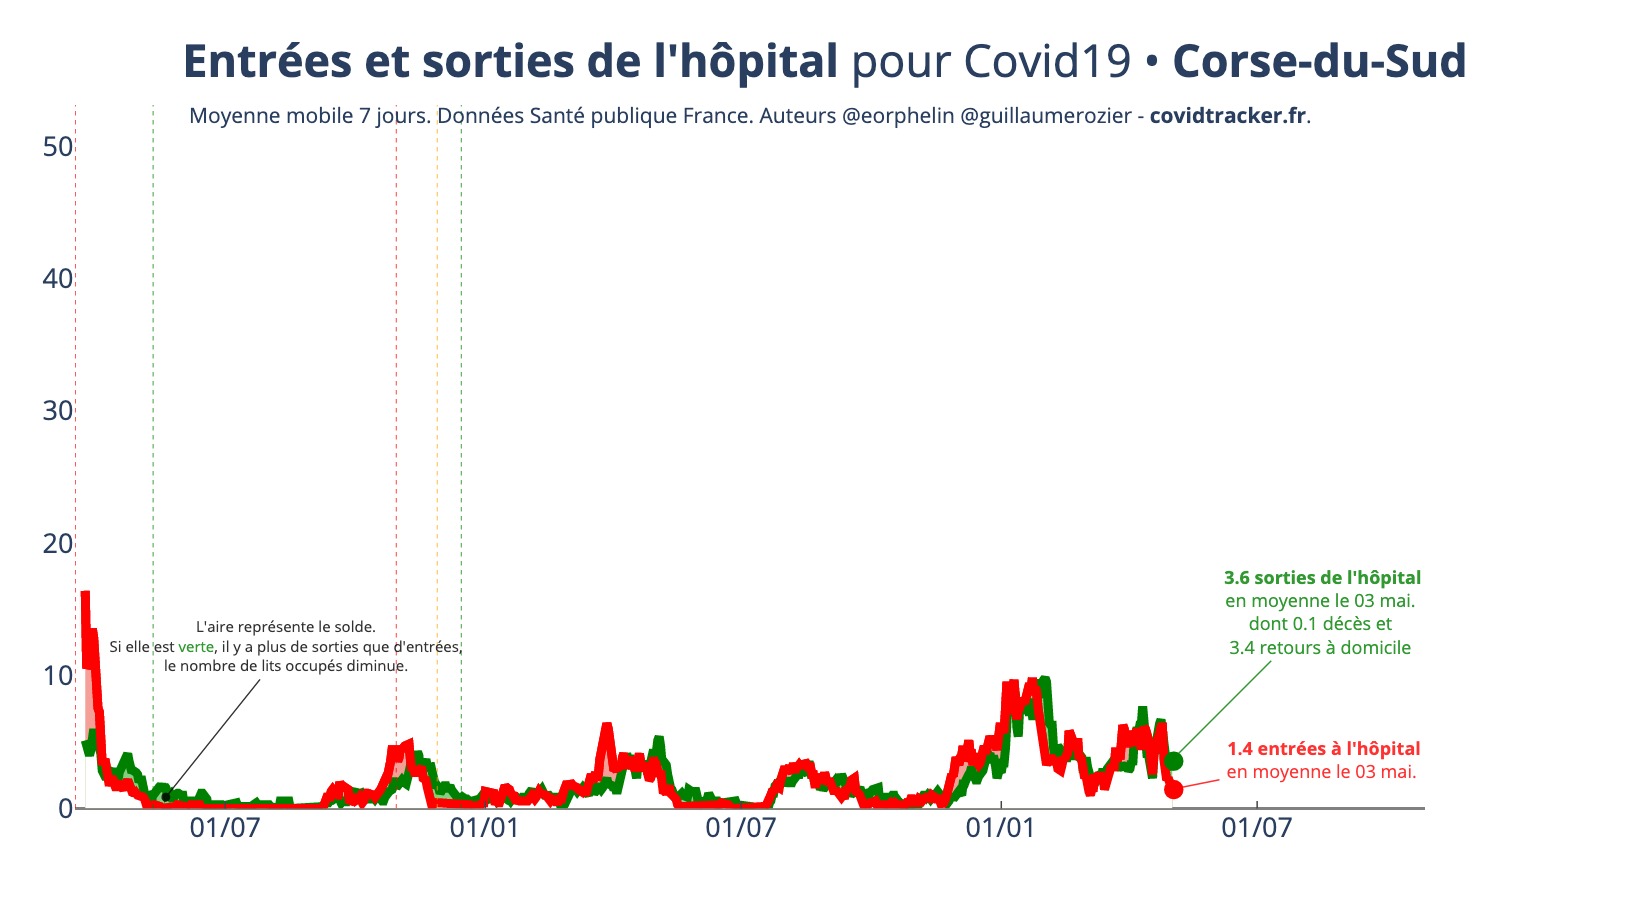 Entrées et sorties de l'hôpital pour Covid19 • Corse-du-Sud
Moyenne mobile 7 jours. Données Santé publique France. Auteurs @eorphelin @guillaumerozier - covidtracker.fr.
50
40
30
20
10
0
L'aire représente le solde.
Si elle est verte, il y a plus de sorties que d'entrées,
le nombre de lits occupés diminue.
3.6 sorties de l'hôpital
en moyenne le 03 mai.
dont 0.1 décès et
3.4 retours à domicile
1.4 entrées à l'hôpital
en moyenne le 03 mai.
01/07
01/01
01/07
01/01
01/07